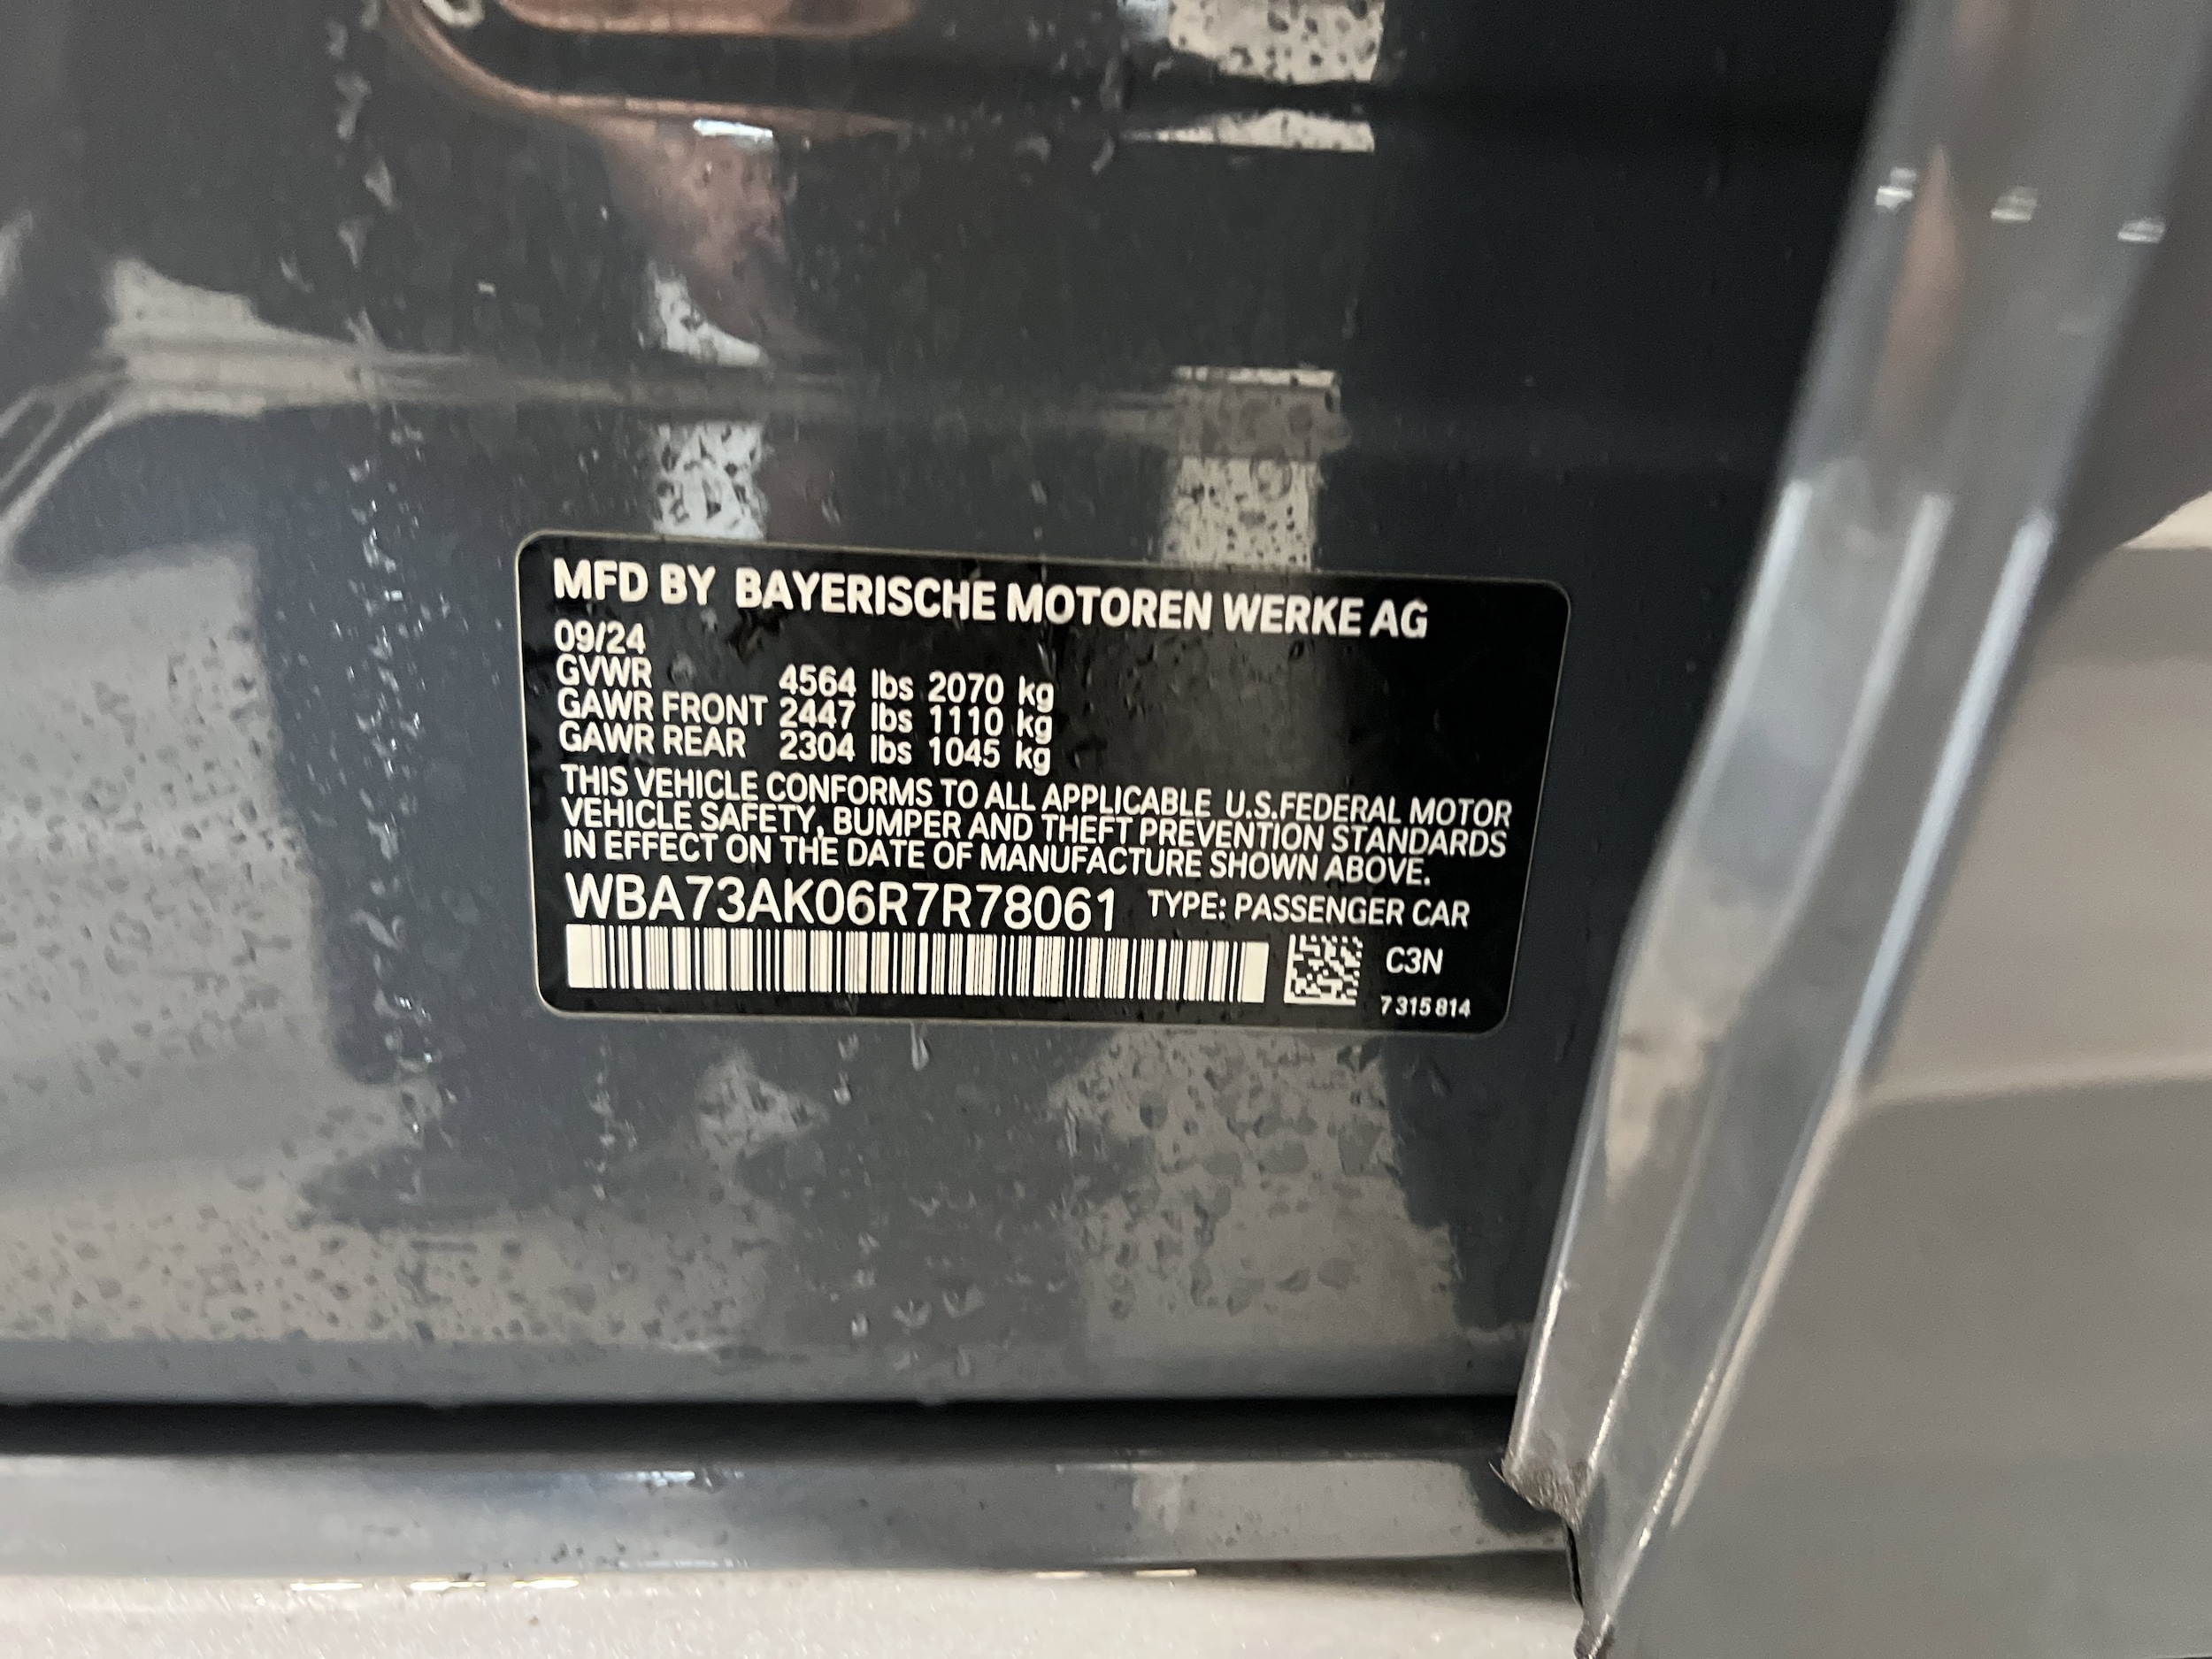 MFD BY BAYERISCHE MOTOREN WERKE AG
09/24
GVWR 4564 lbs 2070 kg
GAWR FRONT 2447 lbs 1110 kg
GAWR REAR 2304 lbs 1045 kg
THIS VEHICLE CONFORMS TO ALL APPLICABLE U.S.FEDERAL MOTOR
VEHICLE SAFETY, BUMPER AND THEFT PREVENTION STANDARDS
IN EFFECT ON THE DATE OF MANUFACTURE SHOWN ABOVE.
WBA73AK06R7R78061 TYPE: PASSENGER CAR
C3N
7 315 814